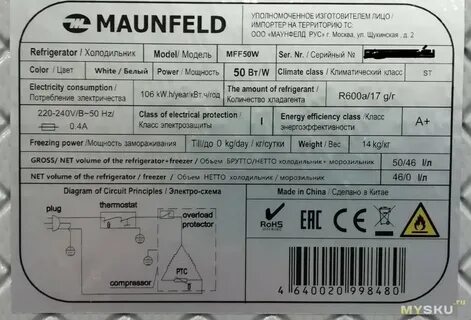 MAUNFELD
УПОЛНОМОЧЕННОЕ ИЗГОТОВИТЕЛЕМ ЛИЦО /
ИМПОРТЕР НА ТЕРРИТОРИЮ ТС:
ООО «МАУНФЕЛД РУС» г. Москва, ул. Щукинская, д. 2
Refrigerator / Холодильник Model/ Модель MFF50W Ser. Nr. / Серийный №
Color / Цвет White / Белый Power / Мощность 50 Вт/W Climate class / Климатический класс ST
Electricity consumption/ Потребление электричества 106 kW.h/year/кВт.ч/год The amount of refrigerant/ Количество хладагента R600a/17 g/г
220-240V/В~50 Hz/ 0.4A Class of electrical protection / Класс электрозащиты I Energy efficiency class/ Класс энергоэффективности A+
Freezing power/ Мощность замораживания Till/до 0 kg/day / кг/сутки Weight / Вес 14 kg/кг
GROSS/ NET volume of the refrigerator+freezer / Объем БРУТТО/НЕТТО холодильник+морозильник 50/46 l/л
NET volume of the refrigerator / freezer / Объем НЕТТО холодильник / морозильник 46/0 l/л
Diagram of Circuit Principles / Электро-схема
plug
thermostat
overload
protector
compressor
PTC
Made in China / Сделано в Китае
RoHS
EAC
CE
4 640020 998480
MYSKU.ru